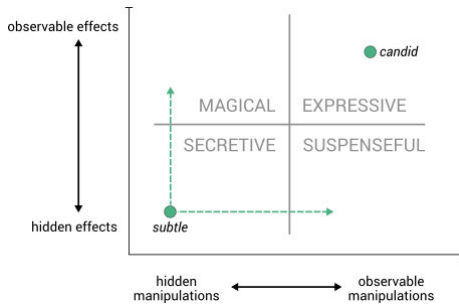 observable effects
candid
MAGICAL EXPRESSIVE
SECRETIVE SUSPENSEFUL
hidden effects
subtle
hidden
manipulations
observable
manipulations